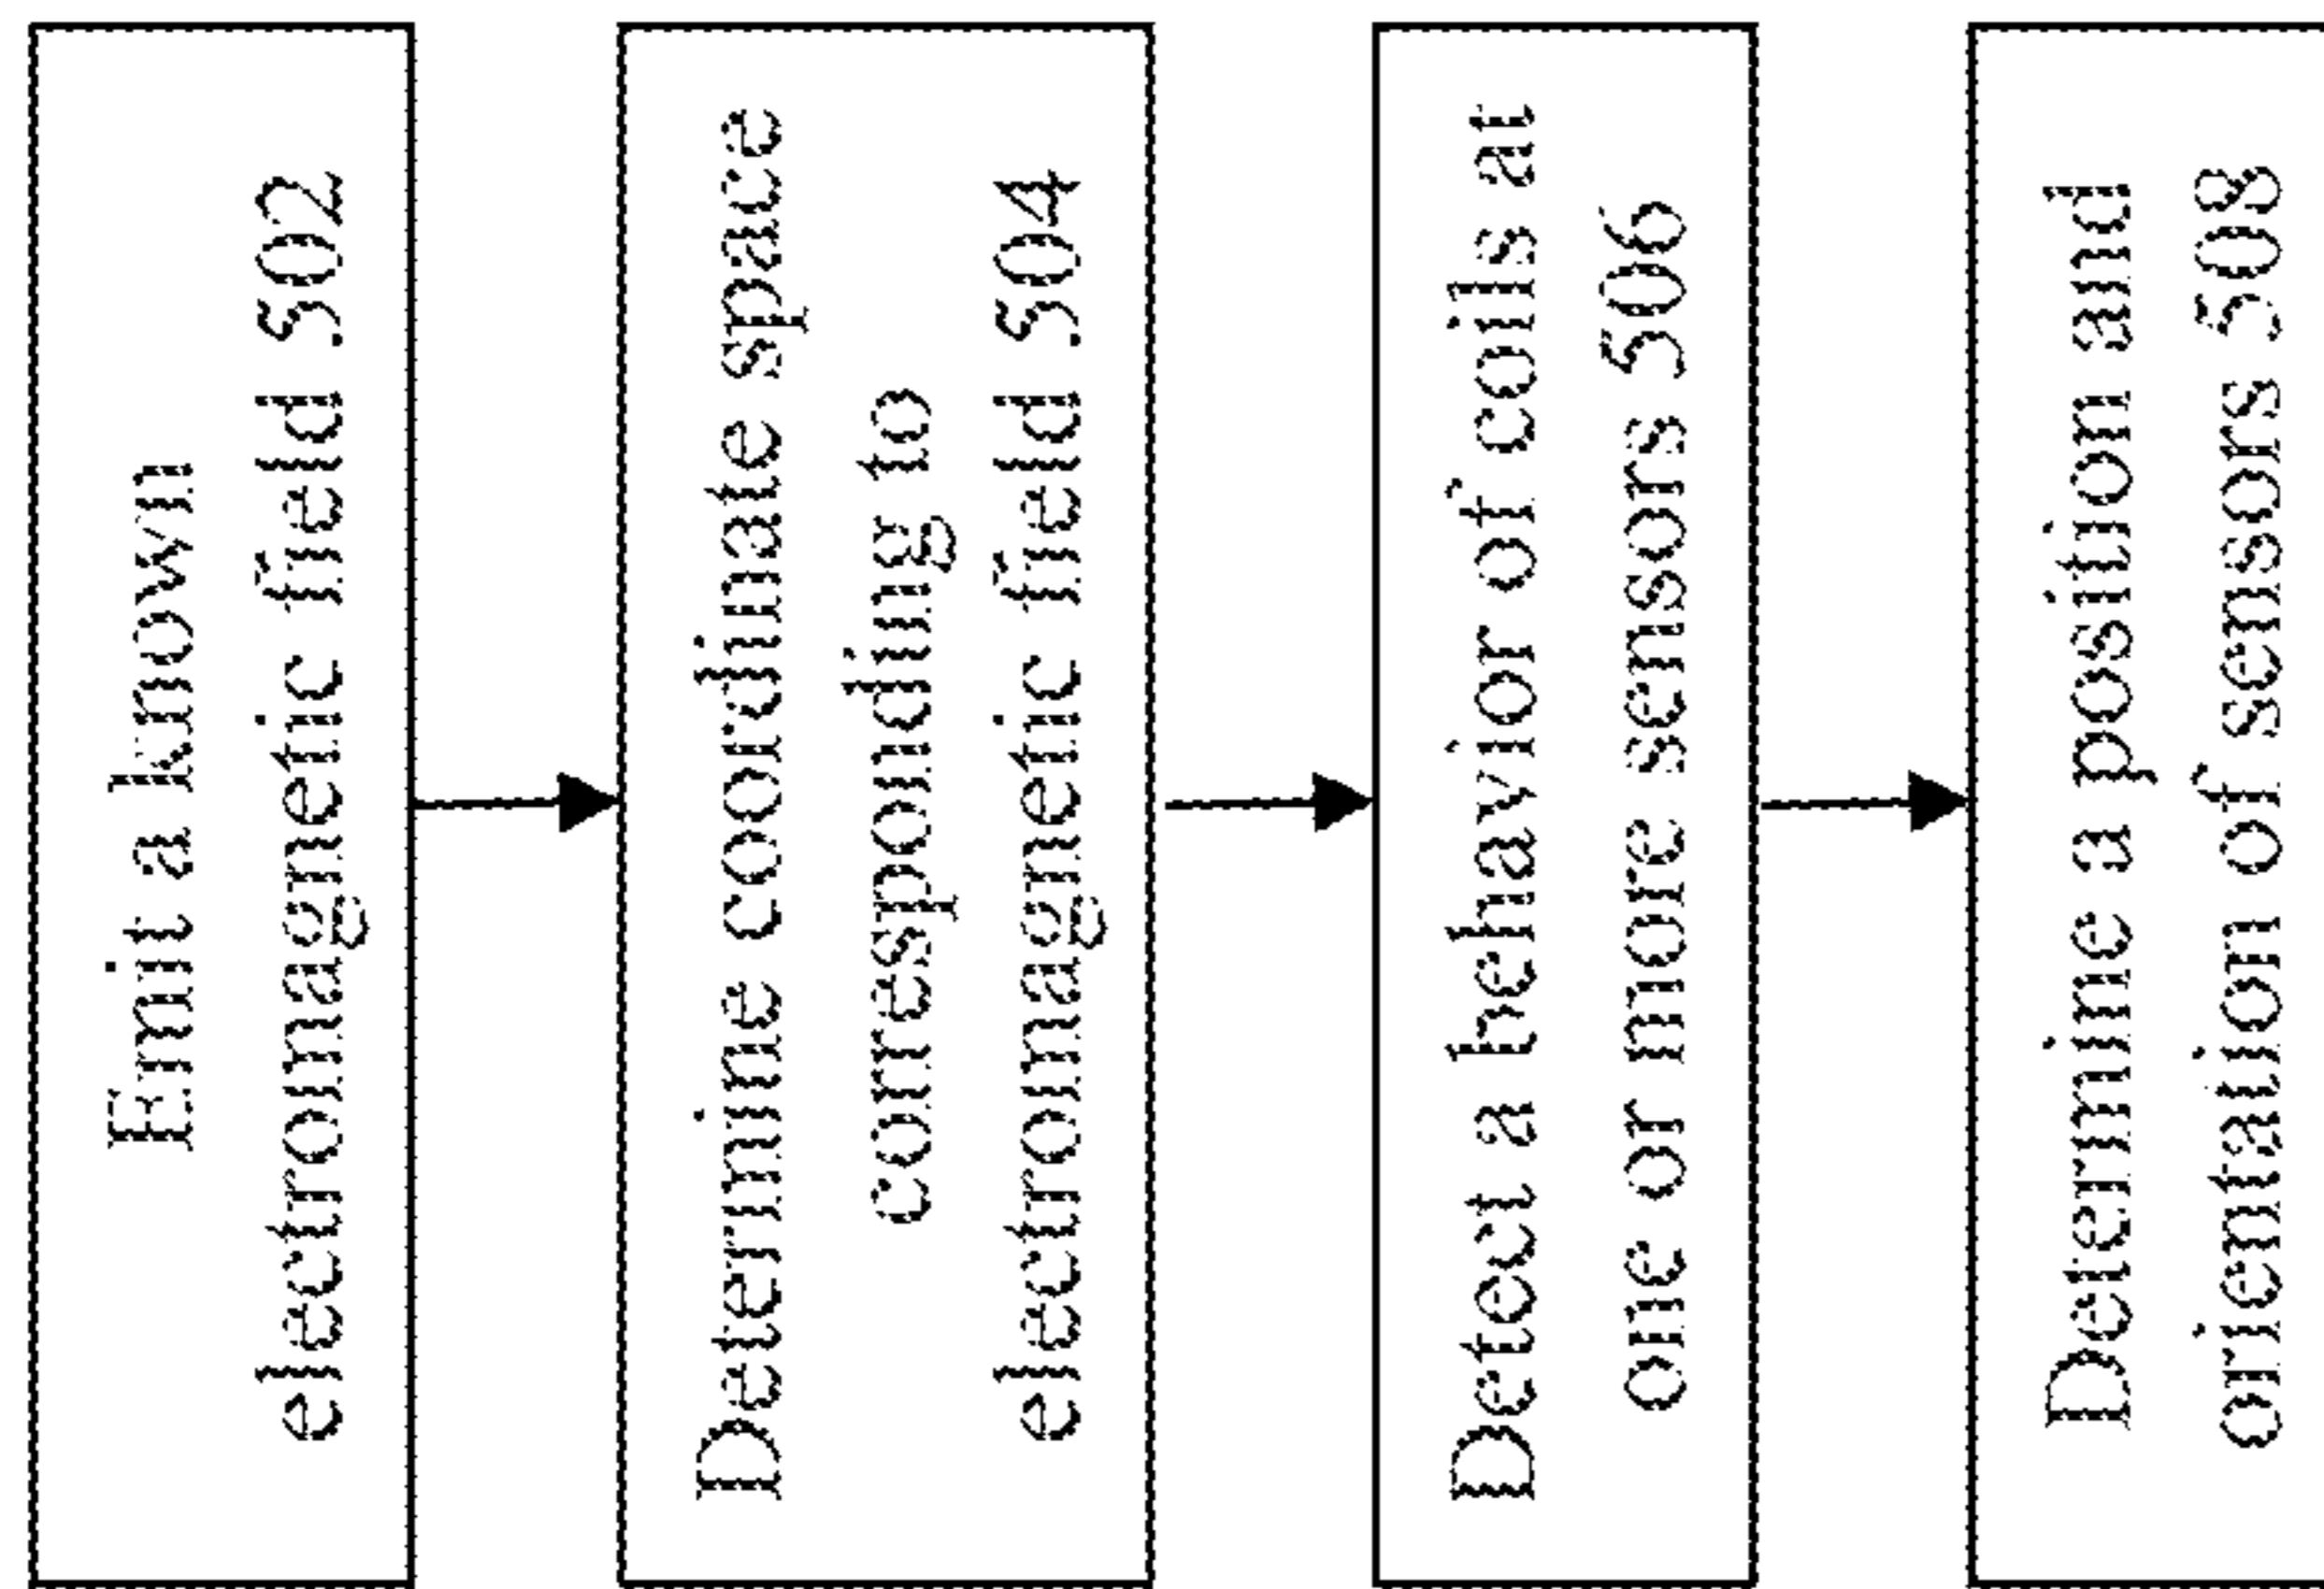 Emit a known
electromagnetic field 502
Determine coordinate space
corresponding to
electromagnetic field 504
Detect a behavior of coils at
one or more sensors 506
Determine a position and
orientation of sensors 508